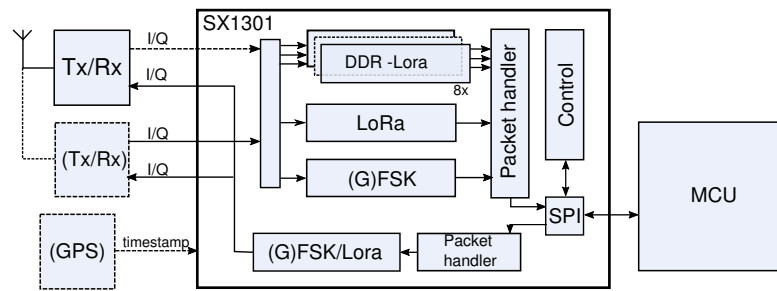 SX1301
I/Q
Tx/Rx
I/Q
DDR -Lora
8x
Packet handler
Control
LoRa
I/Q
(Tx/Rx)
I/Q
(G)FSK
MCU
SPI
(GPS)
timestamp
(G)FSK/Lora
Packet
handler